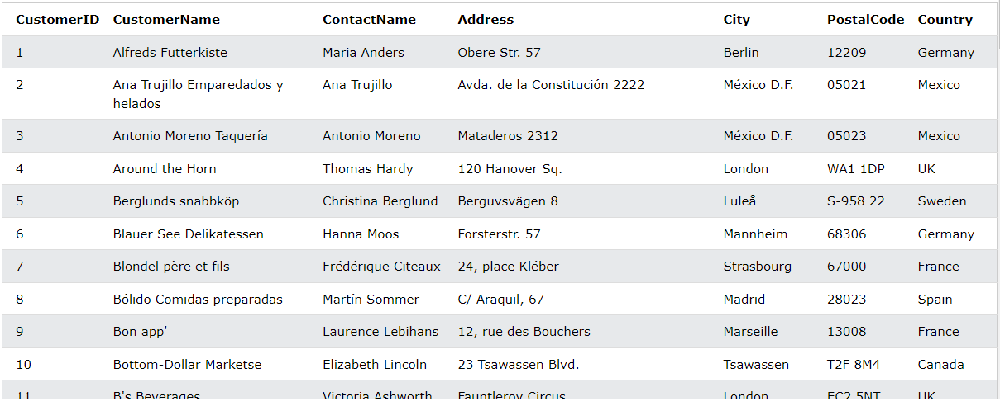 CustomerID CustomerName ContactName Address City PostalCode Country
1 Alfreds Futterkiste Maria Anders Obere Str. 57 Berlin 12209 Germany
2 Ana Trujillo Emparedados y helados Ana Trujillo Avda. de la Constitución 2222 México D.F. 05021 Mexico
3 Antonio Moreno Taquería Antonio Moreno Mataderos 2312 México D.F. 05023 Mexico
4 Around the Horn Thomas Hardy 120 Hanover Sq. London WA1 1DP UK
5 Berglunds snabbköp Christina Berglund Berguvsvägen 8 Luleå S-958 22 Sweden
6 Blauer See Delikatessen Hanna Moos Forsterstr. 57 Mannheim 68306 Germany
7 Blondel père et fils Frédérique Citeaux 24, place Kléber Strasbourg 67000 France
8 Bólido Comidas preparadas Martín Sommer C/ Araquil, 67 Madrid 28023 Spain
9 Bon app' Laurence Lebihans 12, rue des Bouchers Marseille 13008 France
10 Bottom-Dollar Marketse Elizabeth Lincoln 23 Tsawassen Blvd. Tsawassen T2F 8M4 Canada
11 B's Beverages Victoria Ashworth Fauntleroy Circus London EC2 5NT UK